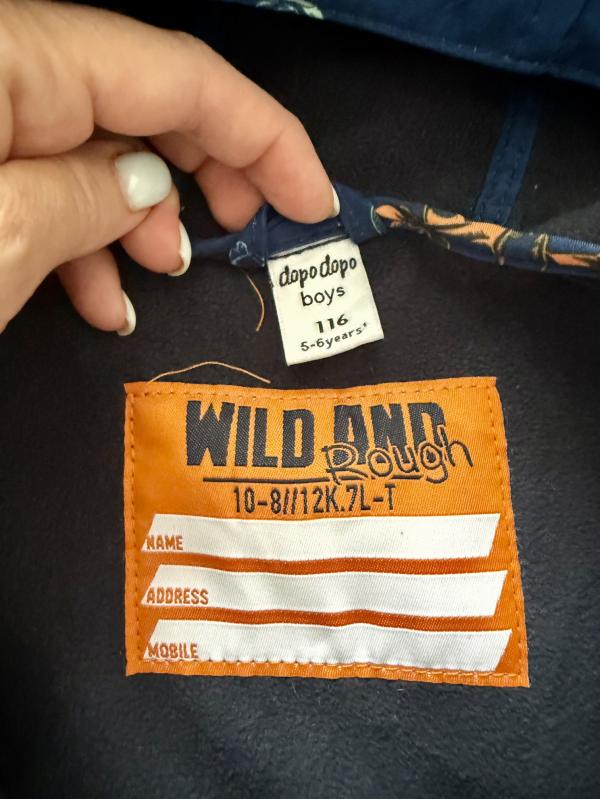 dopodopo
boys
116
5-6years'
WILD AND
Rough
10-8//12K.7L-T
NAME
ADDRESS
MOBILE